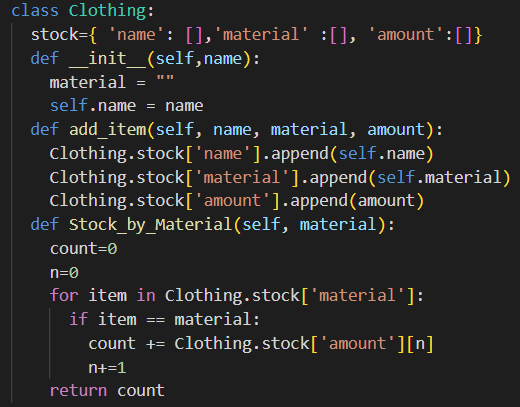 class Clothing:
  stock={ 'name': [],'material' :[], 'amount':[]}
  def __init__(self,name):
    material = ""
    self.name = name
  def add_item(self, name, material, amount):
    Clothing.stock['name'].append(self.name)
    Clothing.stock['material'].append(self.material)
    Clothing.stock['amount'].append(amount)
  def Stock_by_Material(self, material):
    count=0
    n=0
    for item in Clothing.stock['material']:
      if item == material:
        count += Clothing.stock['amount'][n]
        n+=1
    return count